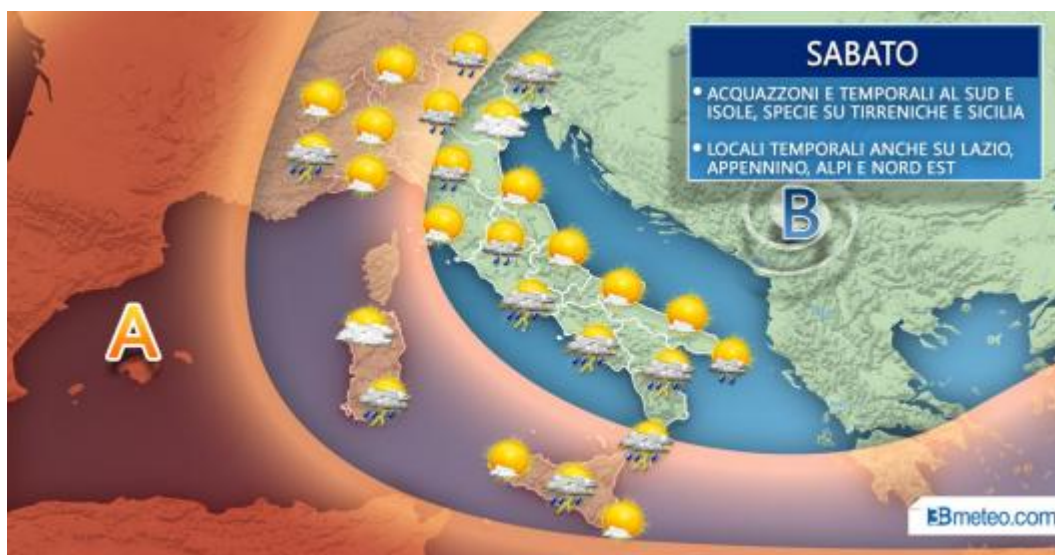 SABATO
• ACQUAZZONI E TEMPORALI AL SUD E
ISOLE, SPECIE SU TIRRENICHE E SICILIA
• LOCALI TEMPORALI ANCHE SU LAZIO,
APPENNINO, ALPI E NORD EST
B
A
3Bmeteo.com